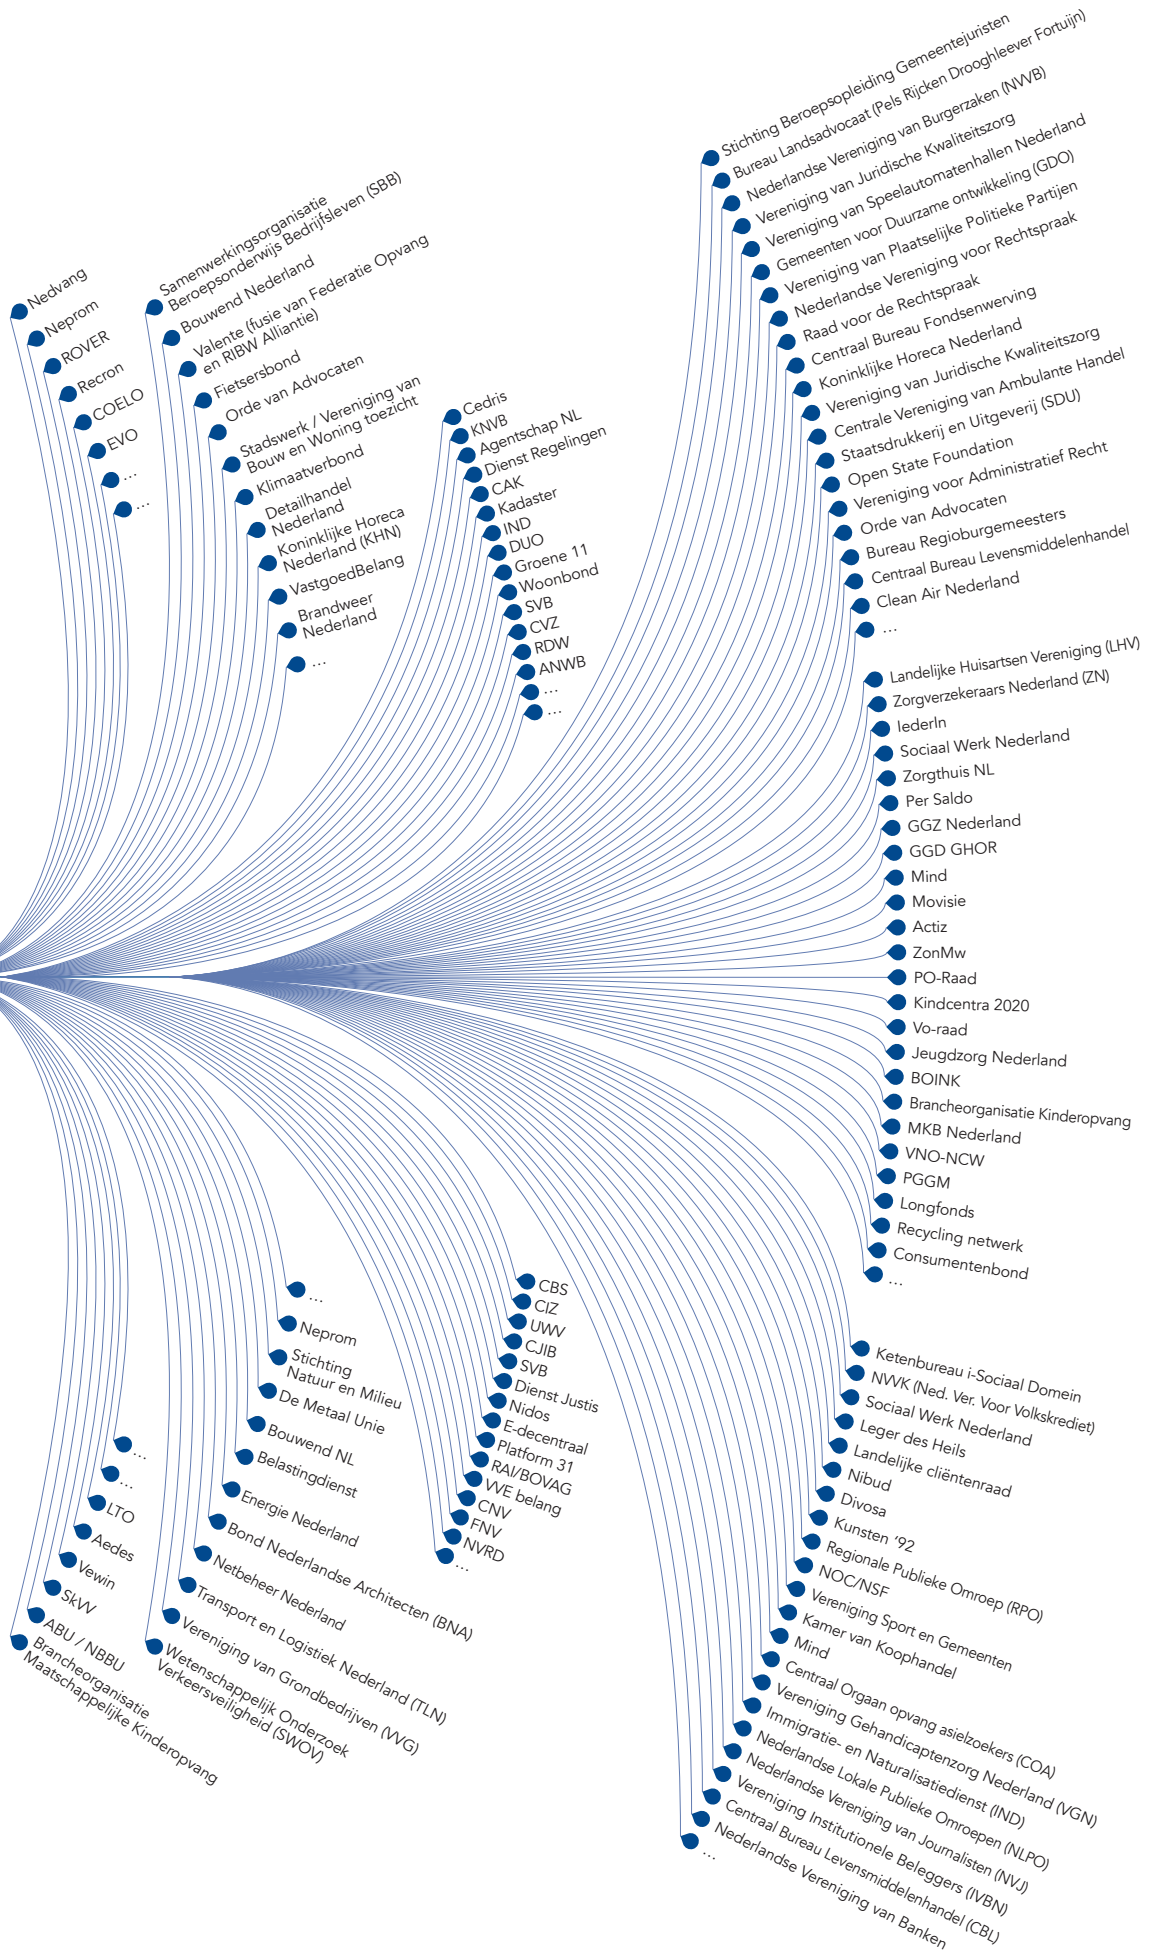 Nedvang
Neprom
ROVER
Recron
COELO
EVO
...
...
Samenwerkingsorganisatie
Beroepsonderwijs Bedrijfsleven (SBB)
Bouwend Nederland
Valente (fusie van Federatie Opvang
en RIBW Alliantie)
Fietsersbond
Orde van Advocaten
Stadswerk / Vereniging van
Bouw en Woning toezicht
Klimaatverbond
Detailhandel
Nederland
Koninklijke Horeca
Nederland (KHN)
VastgoedBelang
Brandweer
Nederland
...
Cedris
KNVB
Agentschap NL
Dienst Regelingen
CAK
Kadaster
IND
DUO
Groene 11
Woonbond
SVB
CVZ
RDW
ANWB
...
...
Stichting Beroepsopleiding Gemeentejuristen
Bureau Landsadvocaat (Pels Rijcken Drooghleever Fortuijn)
Nederlandse Vereniging van Burgerzaken (NVVB)
Vereniging van Juridische Kwaliteitszorg
Vereniging van Speelautomatenhallen Nederland
Gemeenten voor Duurzame ontwikkeling (GDO)
Vereniging van Plaatselijke Politieke Partijen
Nederlandse Vereniging voor Rechtspraak
Raad voor de Rechtspraak
Centraal Bureau Fondsenwerving
Koninklijke Horeca Nederland
Vereniging van Juridische Kwaliteitszorg
Centrale Vereniging van Ambulante Handel
Staatsdrukkerij en Uitgeverij (SDU)
Open State Foundation
Vereniging voor Administratief Recht
Orde van Advocaten
Bureau Regioburgemeesters
Centraal Bureau Levensmiddelenhandel
Clean Air Nederland
...
Landelijke Huisartsen Vereniging (LHV)
Zorgverzekeraars Nederland (ZN)
IederIn
Sociaal Werk Nederland
Zorgthuis NL
Per Saldo
GGZ Nederland
GGD GHOR
Mind
Movisie
Actiz
ZonMw
PO-Raad
Kindcentra 2020
Vo-raad
Jeugdzorg Nederland
BOINK
Brancheorganisatie Kinderopvang
MKB Nederland
VNO-NCW
PGGM
Longfonds
Recycling netwerk
Consumentenbond
...
Ketenbureau i-Sociaal Domein
NVVK (Ned. Ver. Voor Volkskrediet)
Sociaal Werk Nederland
Leger des Heils
Landelijke cliëntenraad
Nibud
Divosa
Kunsten ‘92
Regionale Publieke Omroep (RPO)
NOC/NSF
Vereniging Sport en Gemeenten
Kamer van Koophandel
Mind
Centraal Orgaan opvang asielzoekers (COA)
Vereniging Gehandicaptenzorg Nederland (VGN)
Immigratie- en Naturalisatiedienst (IND)
Nederlandse Lokale Publieke Omroepen (NLPO)
Nederlandse Vereniging van Journalisten (NVJ)
Vereniging Institutionele Beleggers (IVBN)
Centraal Bureau Levensmiddelenhandel (CBL)
Nederlandse Vereniging van Banken
...
CBS
CIZ
UWV
CJIB
SVB
Dienst Justis
Nidos
E-decentraal
Platform 31
RAI/BOVAG
VVE belang
CNV
FNV
NVRD
...
...
Neprom
Stichting
Natuur en Milieu
De Metaal Unie
Bouwend NL
Belastingdienst
Energie Nederland
Bond Nederlandse Architecten (BNA)
Netbeheer Nederland
Transport en Logistiek Nederland (TLN)
Vereniging van Grondbedrijven (VVG)
Wetenschappelijk Onderzoek
Verkeersveiligheid (SWOV)
...
...
LTO
Aedes
Vewin
SkVV
ABU / NBBU
Brancheorganisatie
Maatschappelijke Kinderopvang